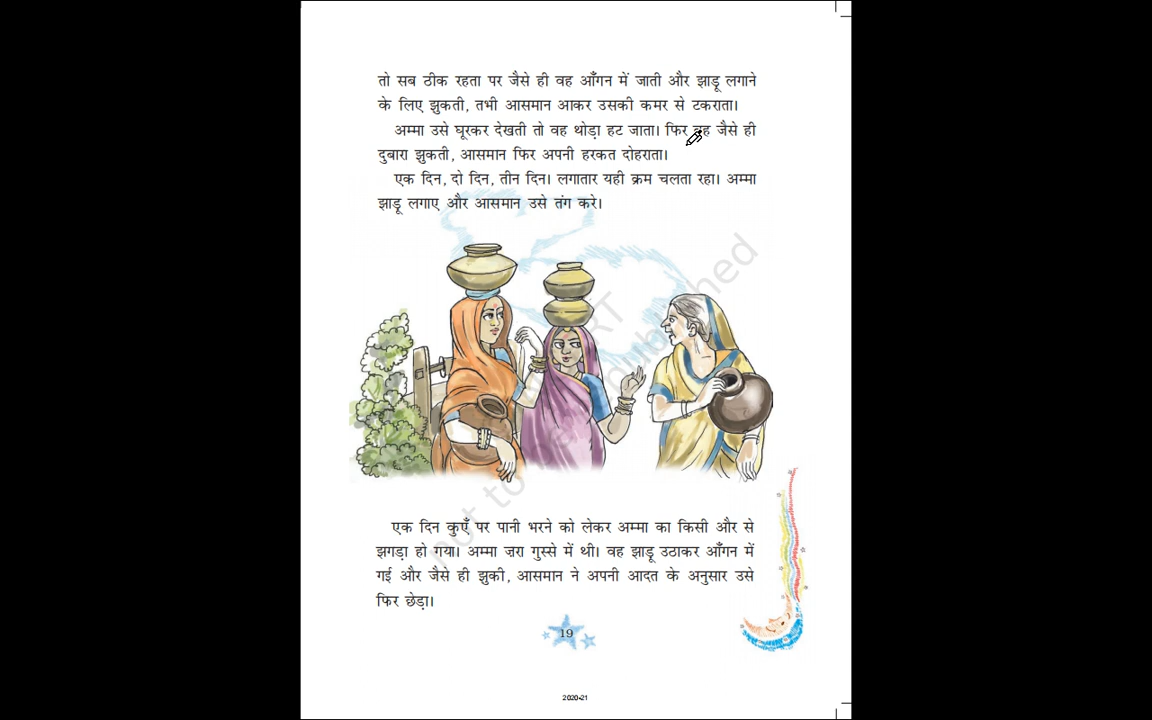 तो सब ठीक रहता पर जैसे ही वह आँगन में जाती और झाड़ू लगाने
के लिए झुकती, तभी आसमान आकर उसकी कमर से टकराता।
अम्मा उसे घूरकर देखती तो वह थोड़ा हट जाता। फिर वह जैसे ही
दुबारा झुकती, आसमान फिर अपनी हरकत दोहराता।
एक दिन, दो दिन, तीन दिन। लगातार यही क्रम चलता रहा। अम्मा
झाड़ू लगाए और आसमान उसे तंग करे।
एक दिन कुएँ पर पानी भरने को लेकर अम्मा का किसी और से
झगड़ा हो गया। अम्मा ज़रा गुस्से में थी। वह झाड़ू उठाकर आँगन में
गई और जैसे ही झुकी, आसमान ने अपनी आदत के अनुसार उसे
फिर छेड़ा।
19
2020-21